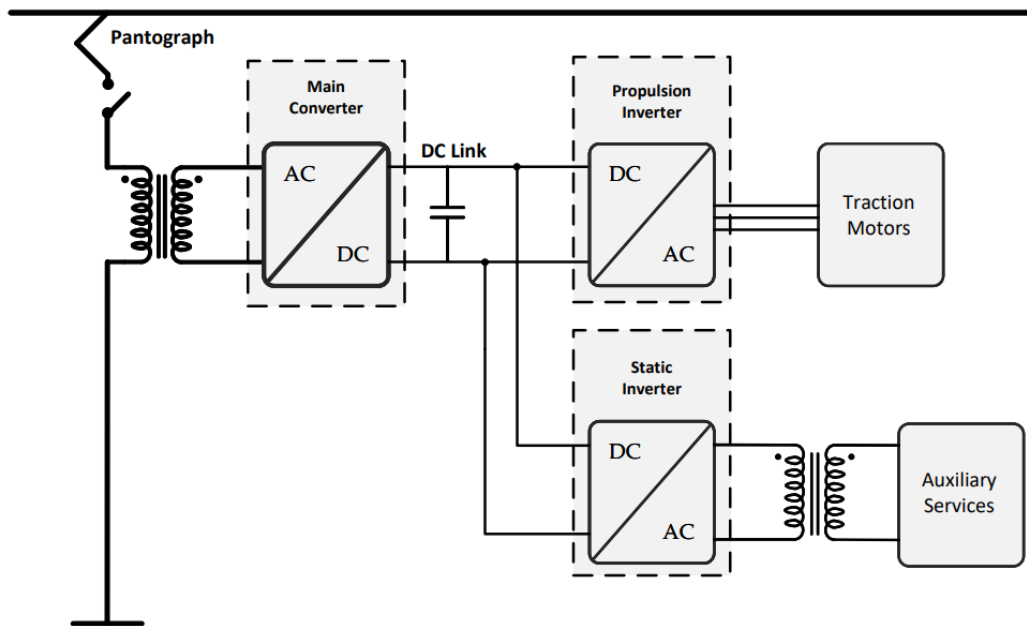 Pantograph
Main
Converter
AC
DC
DC Link
Propulsion
Inverter
DC
AC
Traction
Motors
Static
Inverter
DC
AC
Auxiliary
Services